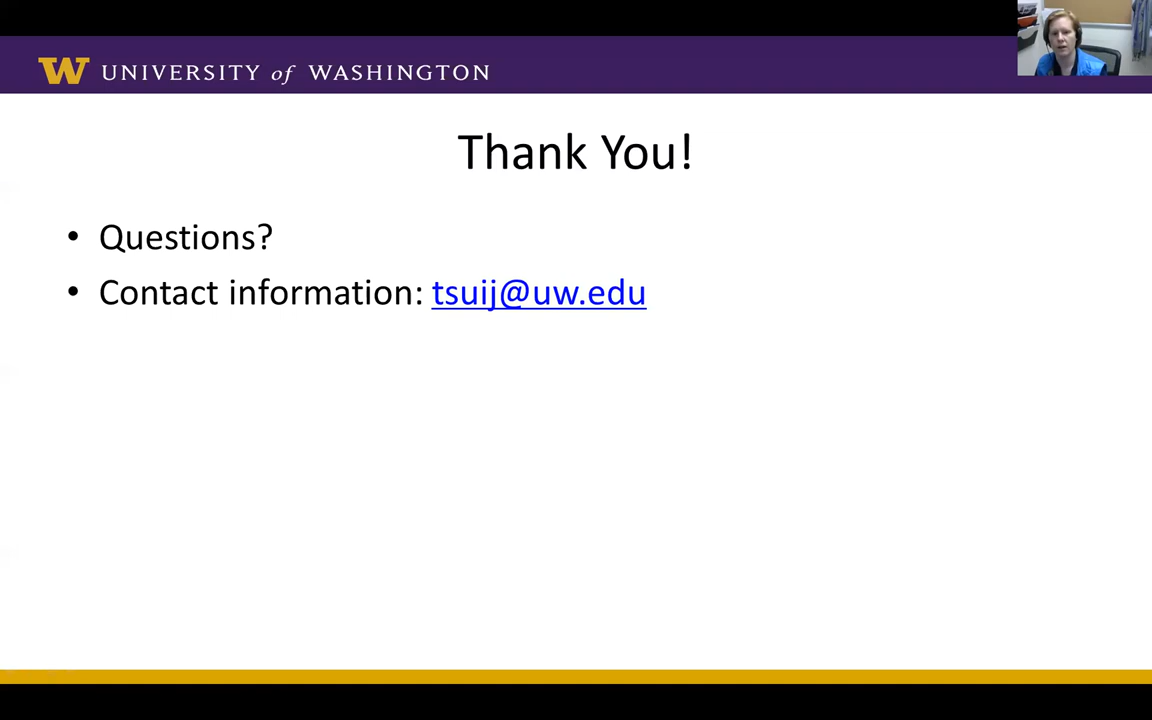 W UNIVERSITY of WASHINGTON
Thank You!
• Questions?
• Contact information: tsuij@uw.edu